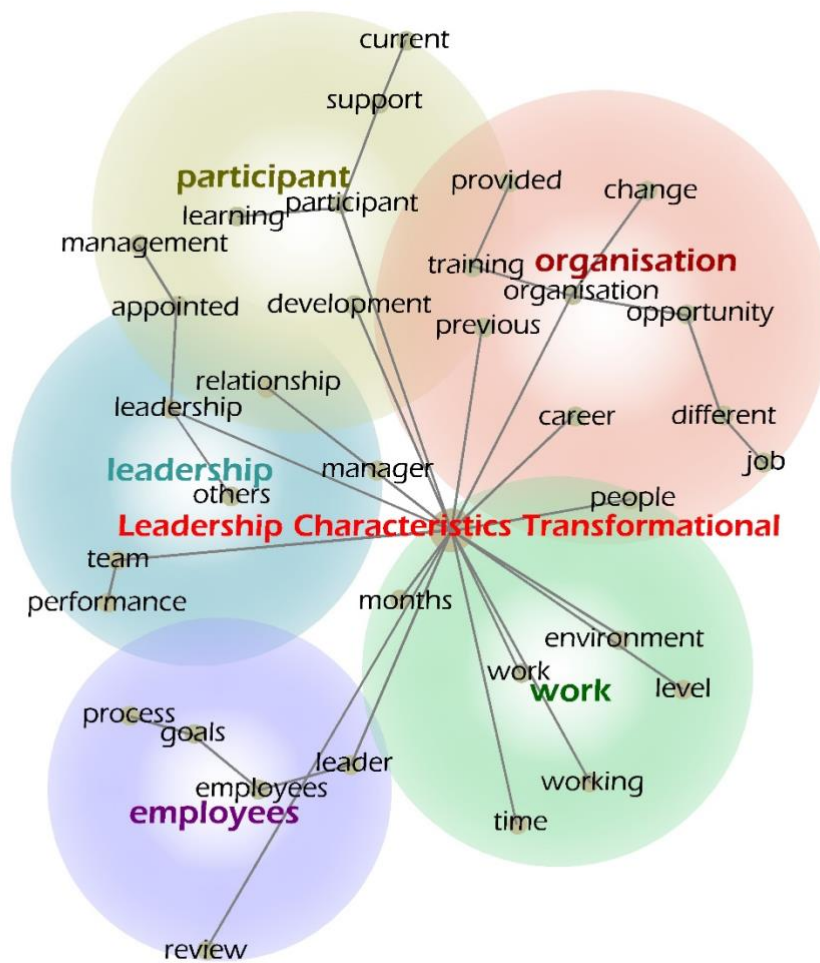 current
support
participant
provided
change
learning
participant
management
training
organisation
organisation
appointed
development
previous
opportunity
relationship
leadership
career
different
manager
job
leadership
others
people
Leadership Characteristics Transformational
team
performance
months
environment
work
work
level
process
goals
leader
employees
working
employees
time
review